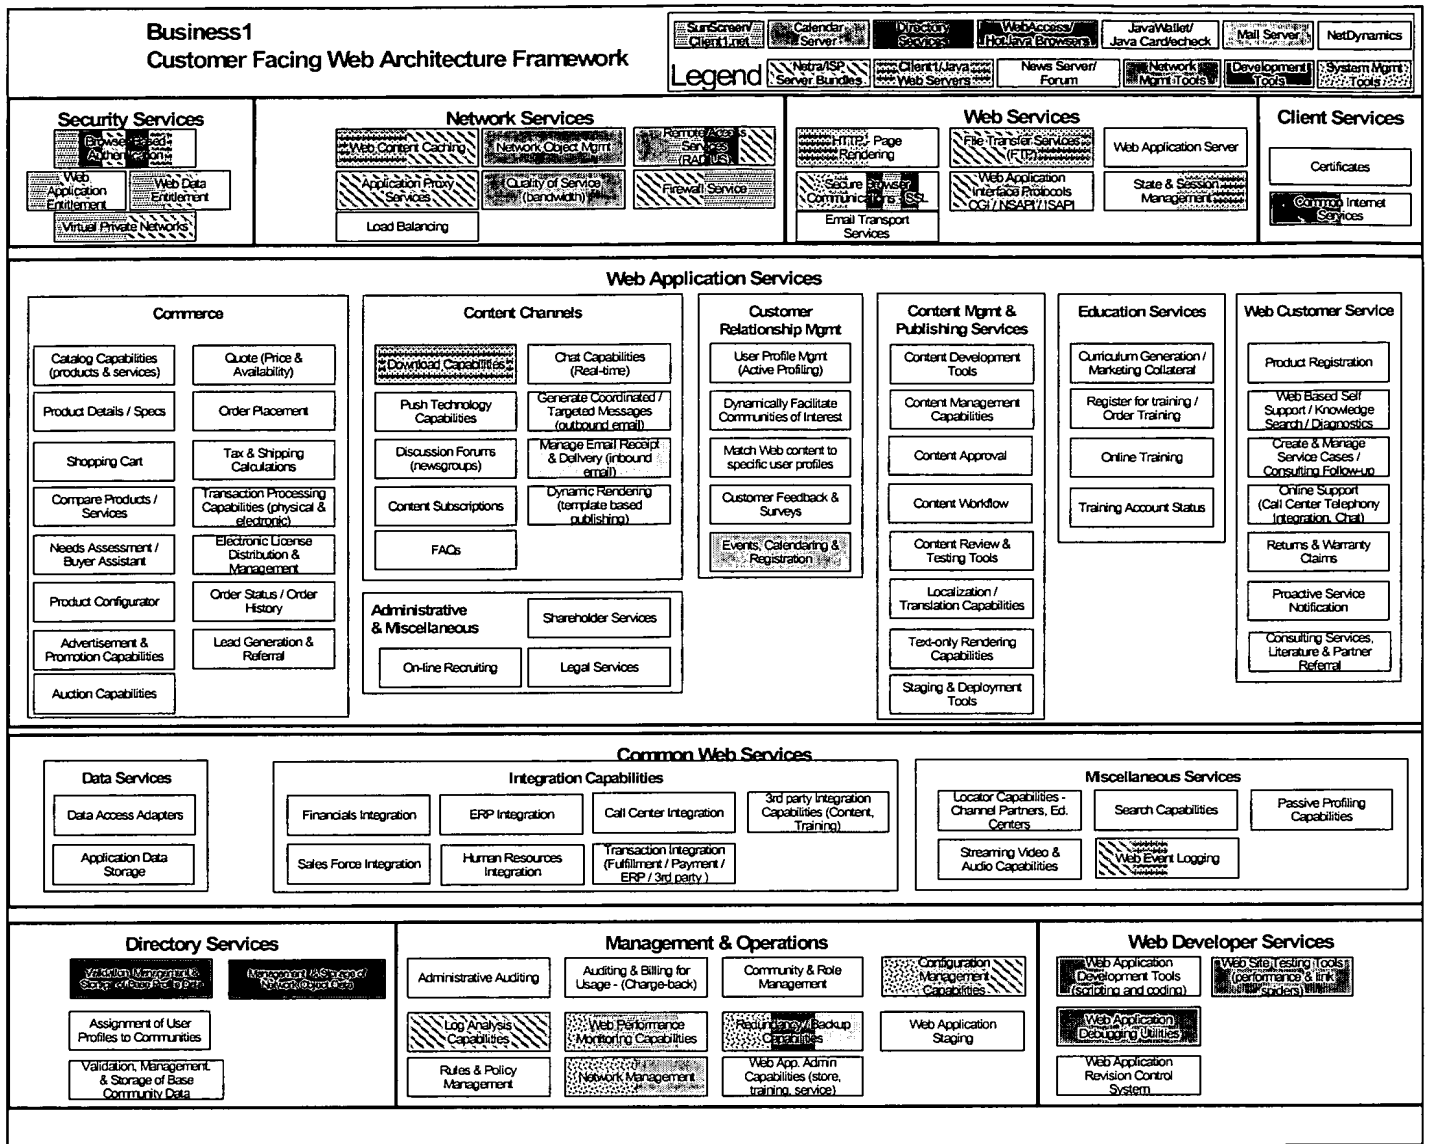 Business1
Customer Facing Web Architecture Framework
Legend
SunScreen/
Client1.net
Calendar
Server
Directory
Services
WebAccess/
HotJava Browsers
JavaWallet/
Java Card/echeck
Mail Server
NetDynamics
Netra/ISP
Server Bundles
Client1/Java
Web Servers
News Server/
Forum
Network
Mgmt Tools
Development
Tools
System Mgmt
Tools
Security Services
Browser Based
Authentication
Web
Application
Entitlement
Web Data
Entitlement
Virtual Private Networks
Network Services
Web Content Caching
Network Object Mgmt
Remote Access
Services
(RADIUS)
Application Proxy
Services
Quality of Service
(bandwidth)
Firewall Service
Load Balancing
Web Services
HTTP - Page
Rendering
File Transfer Services
(FTP)
Web Application Server
Secure Browser
Communications - SSL
Web Application
Interface Protocols
CGI / NSAPI / ISAPI
State & Session
Management
Email Transport
Services
Client Services
Certificates
Common Internet
Services
Web Application Services
Commerce
Catalog Capabilities
(products & services)
Quote (Price &
Availability)
Product Details / Specs
Order Placement
Shopping Cart
Tax & Shipping
Calculations
Compare Products /
Services
Transaction Processing
Capabilities (physical &
electronic)
Needs Assessment /
Buyer Assistant
Electronic License
Distribution &
Management
Product Configurator
Order Status / Order
History
Advertisement &
Promotion Capabilities
Lead Generation &
Referral
Auction Capabilities
Content Channels
Download Capabilities
Chat Capabilities
(Real-time)
Push Technology
Capabilities
Generate Coordinated /
Targeted Messages
(outbound email)
Discussion Forums
(newsgroups)
Manage Email Receipt
& Delivery (inbound
email)
Content Subscriptions
Dynamic Rendering
(template based
publishing)
FAQs
Administrative
& Miscellaneous
Shareholder Services
On-line Recruiting
Legal Services
Customer
Relationship Mgmt
User Profile Mgmt
(Active Profiling)
Dynamically Facilitate
Communities of Interest
Match Web content to
specific user profiles
Customer Feedback &
Surveys
Events, Calendaring &
Registration
Content Mgmt &
Publishing Services
Content Development
Tools
Content Management
Capabilities
Content Approval
Content Workflow
Content Review &
Testing Tools
Localization /
Translation Capabilities
Text-only Rendering
Capabilities
Staging & Deployment
Tools
Education Services
Curriculum Generation /
Marketing Collateral
Register for training /
Order Training
Online Training
Training Account Status
Web Customer Service
Product Registration
Web Based Self
Support / Knowledge
Search / Diagnostics
Create & Manage
Service Cases /
Consulting Follow-up
Online Support
(Call Center Telephony
Integration, Chat)
Returns & Warranty
Claims
Proactive Service
Notification
Consulting Services,
Literature & Partner
Referral
Common Web Services
Data Services
Data Access Adapters
Application Data
Storage
Integration Capabilities
Financials Integration
ERP Integration
Call Center Integration
3rd party Integration
Capabilities (Content,
Training)
Sales Force Integration
Human Resources
Integration
Transaction Integration
(Fulfillment / Payment /
ERP / 3rd party )
Miscellaneous Services
Locator Capabilities -
Channel Partners, Ed.
Centers
Search Capabilities
Passive Profiling
Capabilities
Streaming Video &
Audio Capabilities
Web Event Logging
Directory Services
Validation, Management &
Storage of Base Profile Data
Management & Storage of
Network Object Data
Assignment of User
Profiles to Communities
Validation, Management.
& Storage of Base
Community Data
Management & Operations
Administrative Auditing
Auditing & Billing for
Usage - (Charge-back)
Community & Role
Management
Configuration
Management
Capabilities
Log Analysis
Capabilities
Web Performance
Monitoring Capabilities
Redundancy / Backup
Capabilities
Web Application
Staging
Rules & Policy
Management
Network Management
Web App. Admin
Capabilities (store,
training, service)
Web Developer Services
Web Application
Development Tools
(scripting and coding)
Web Site Testing Tools
(performance & link
spiders)
Web Application
Debugging Utilities
Web Application
Revision Control
System